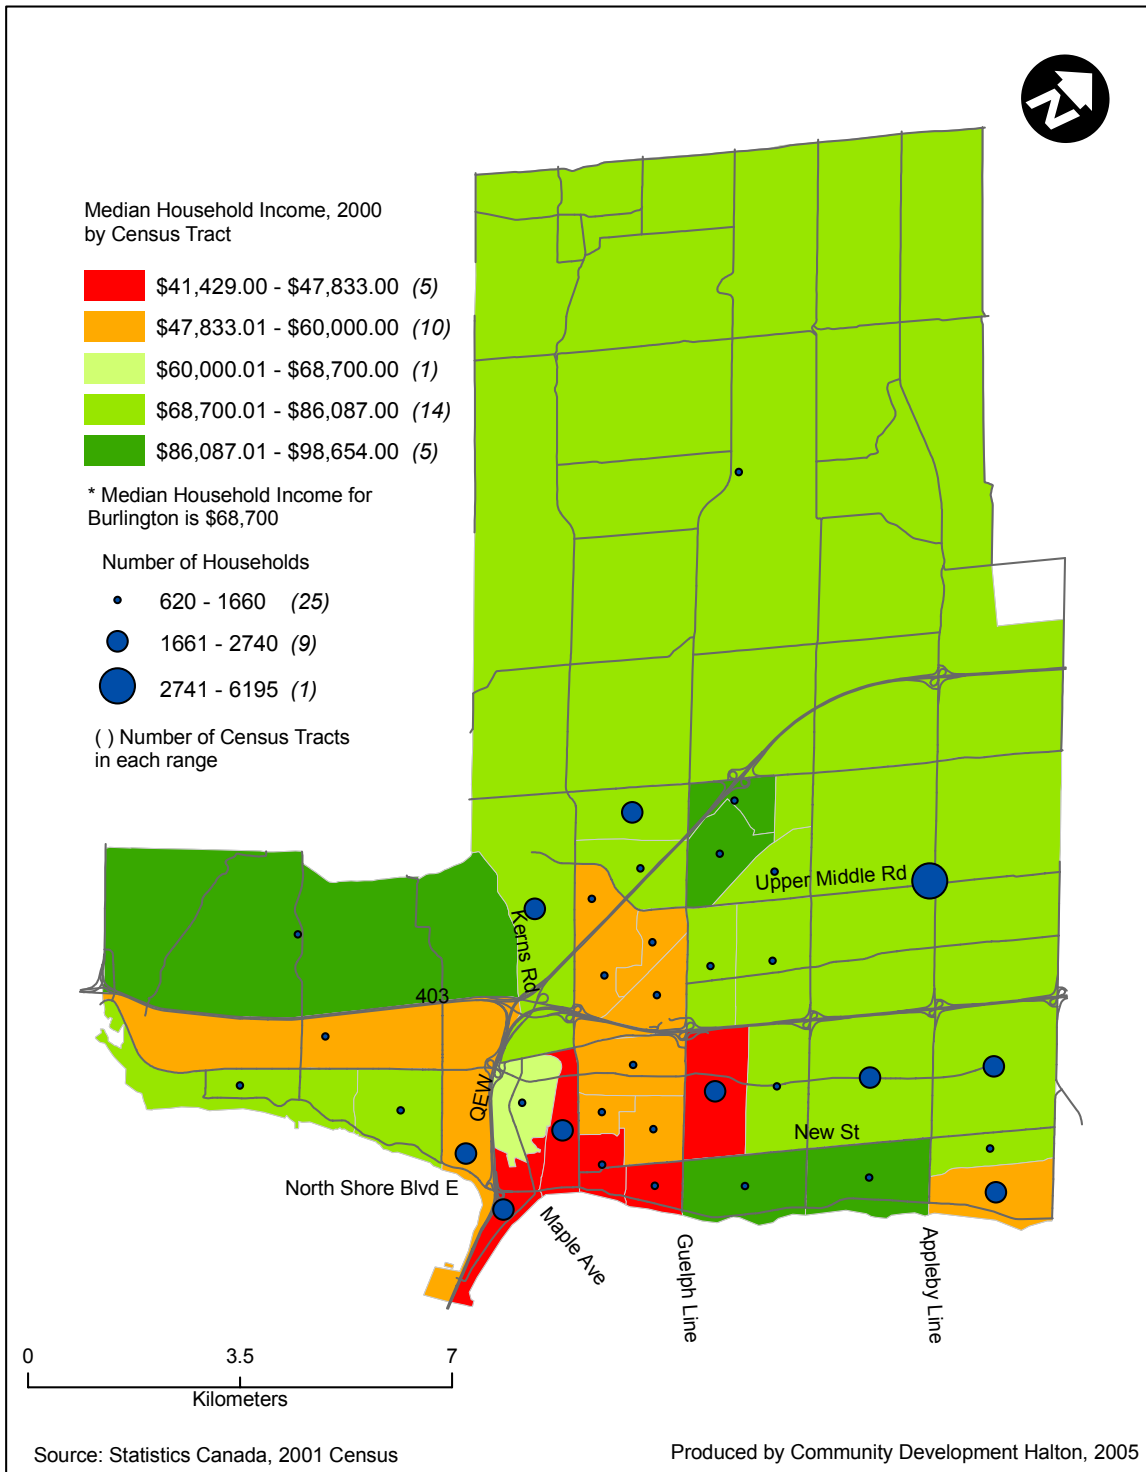 N
Median Household Income, 2000
by Census Tract
$41,429.00 - $47,833.00 (5)
$47,833.01 - $60,000.00 (10)
$60,000.01 - $68,700.00 (1)
$68,700.01 - $86,087.00 (14)
$86,087.01 - $98,654.00 (5)
* Median Household Income for
Burlington is $68,700
Number of Households
620 - 1660 (25)
1661 - 2740 (9)
2741 - 6195 (1)
( ) Number of Census Tracts
in each range
Upper Middle Rd
Kerns Rd
403
QEW
New St
North Shore Blvd E
Maple Ave
Guelph Line
Appleby Line
0 3.5 7
Kilometers
Source: Statistics Canada, 2001 Census
Produced by Community Development Halton, 2005